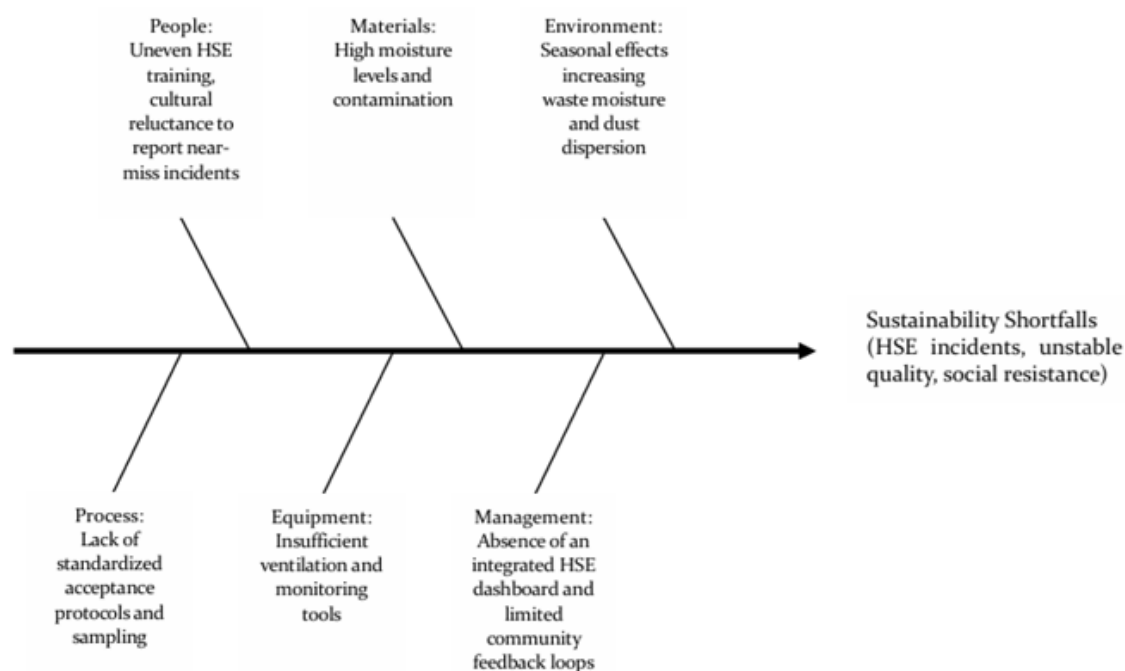 People:
Uneven HSE
training,
cultural
reluctance to
report near-
miss incidents
Materials:
High moisture
levels and
contamination
Environment:
Seasonal effects
increasing
waste moisture
and dust
dispersion
Sustainability Shortfalls
(HSE incidents, unstable
quality, social resistance)
Process:
Lack of
standardized
acceptance
protocols and
sampling
Equipment:
Insufficient
ventilation and
monitoring
tools
Management:
Absence of an
integrated HSE
dashboard and
limited
community
feedback loops